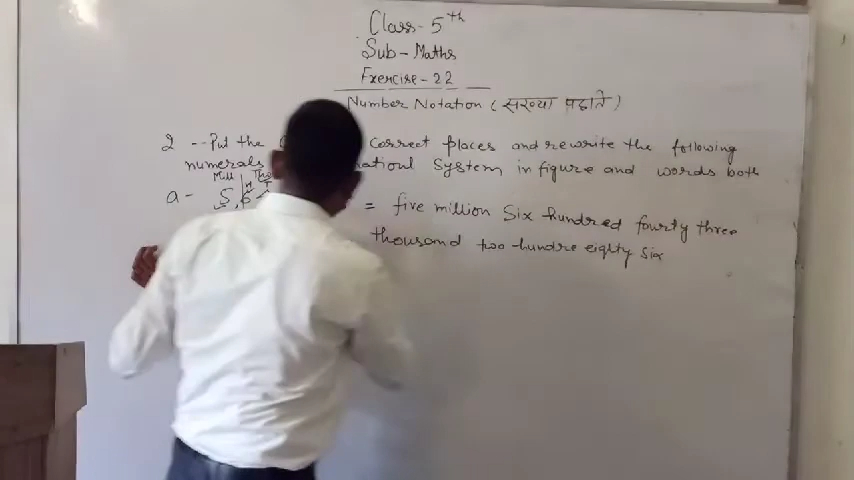 Class - 5th
Sub - Maths
Exercise - 22
Number Notation (संख्या पद्धति)
2 -- Put the correct places and rewrite the following
numerals System in figure and words both
Mill Tho
a - 5, 6 = five million Six hundred fourty three
thousand two hundre eighty six